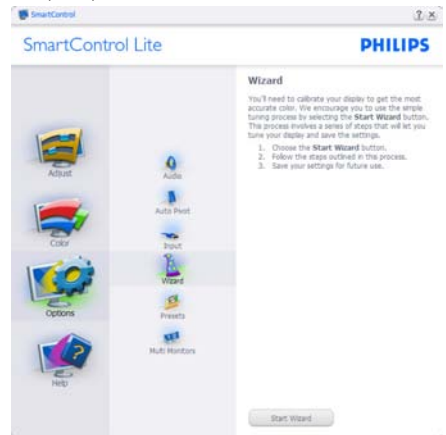 SmartControl
SmartControl Lite
PHILIPS
Wizard
You'll need to calibrate your display to get the most
accurate color. We encourage you to use the simple
tuning process by selecting the Start Wizard button.
This process involves a series of steps that will let you
tune your display and save the settings.
1. Choose the Start Wizard button.
2. Follow the steps outlined in this process.
3. Save your settings for future use.
Adjust
Color
Options
Help
Audio
Auto Pivot
Input
Wizard
Presets
Multi Monitors
Start Wizard